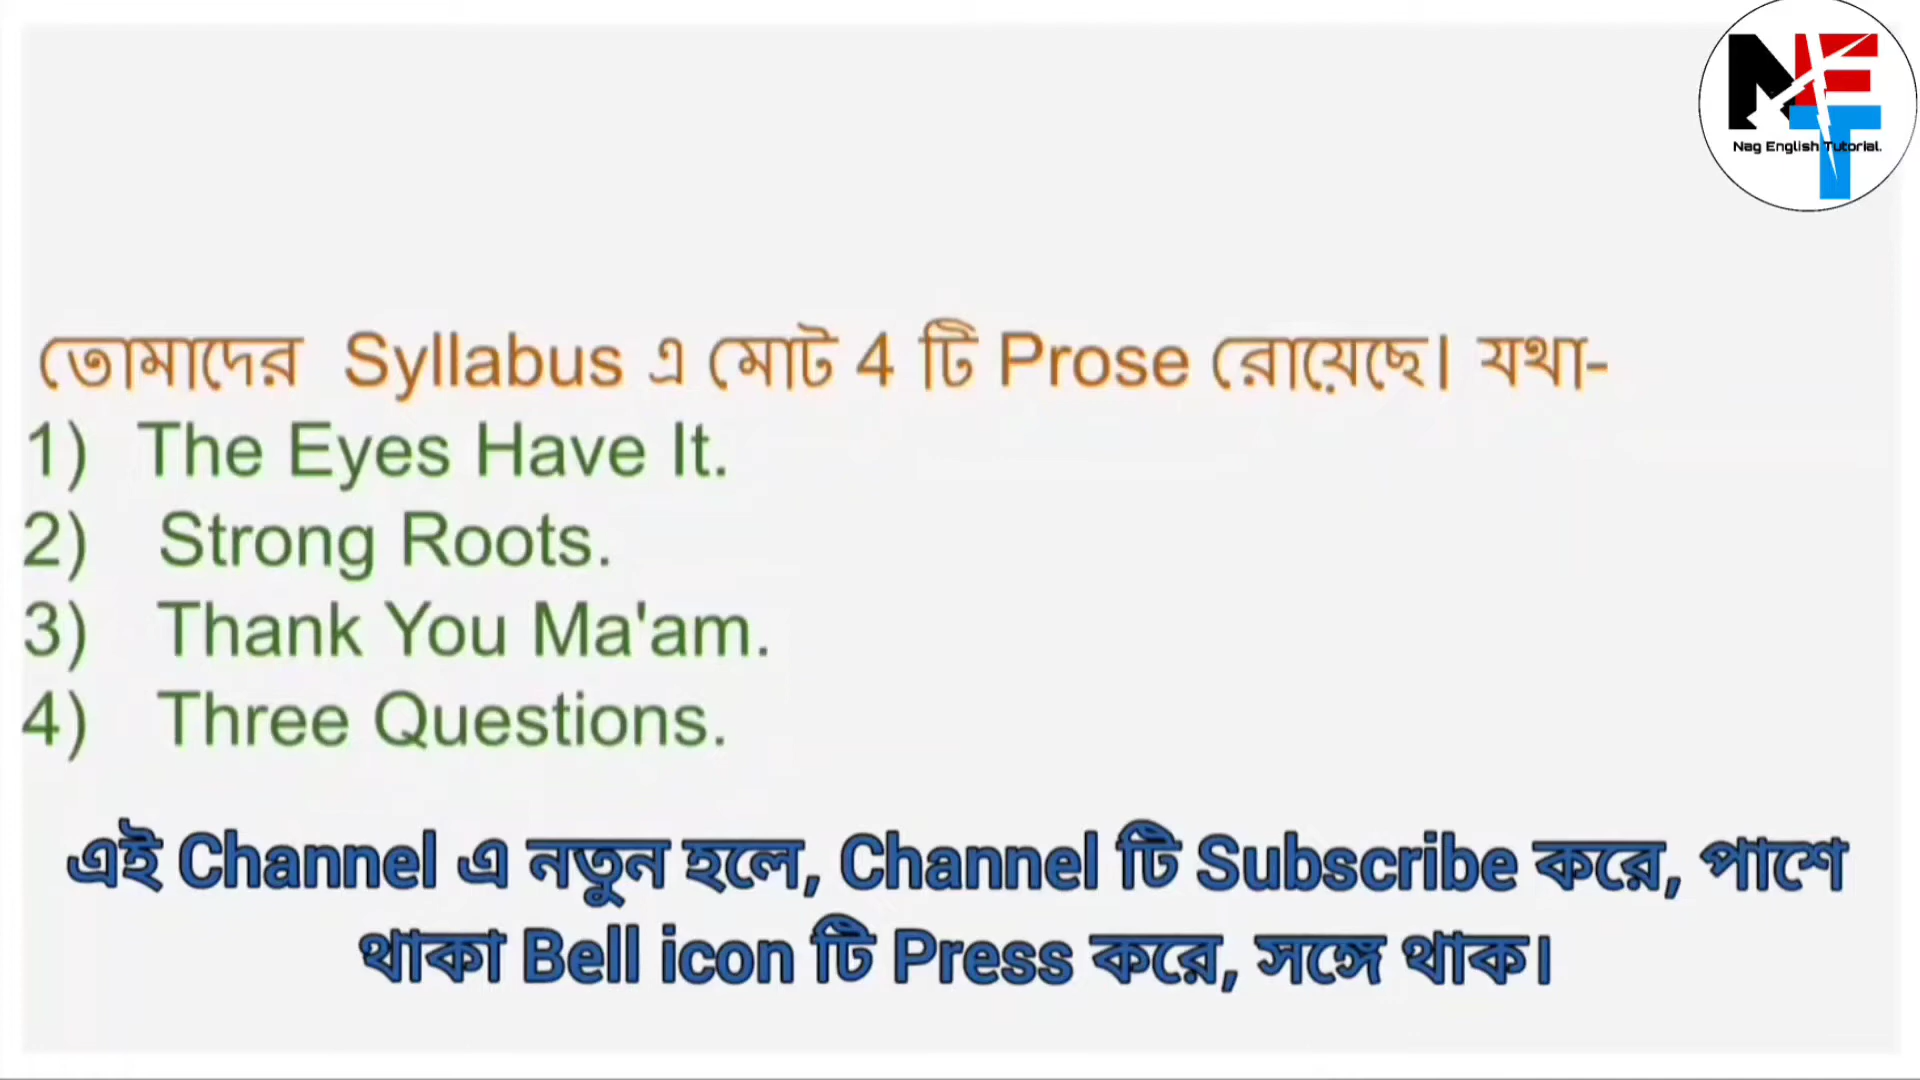 NET
Nag English Tutorial.
তোমাদের Syllabus এ মোট 4 টি Prose রোয়েছে। যথা-
1) The Eyes Have It.
2) Strong Roots.
3) Thank You Ma'am.
4) Three Questions.
এই Channel এ নতুন হলে, Channel টি Subscribe করে, পাশে
থাকা Bell icon টি Press করে, সঙ্গে থাক।